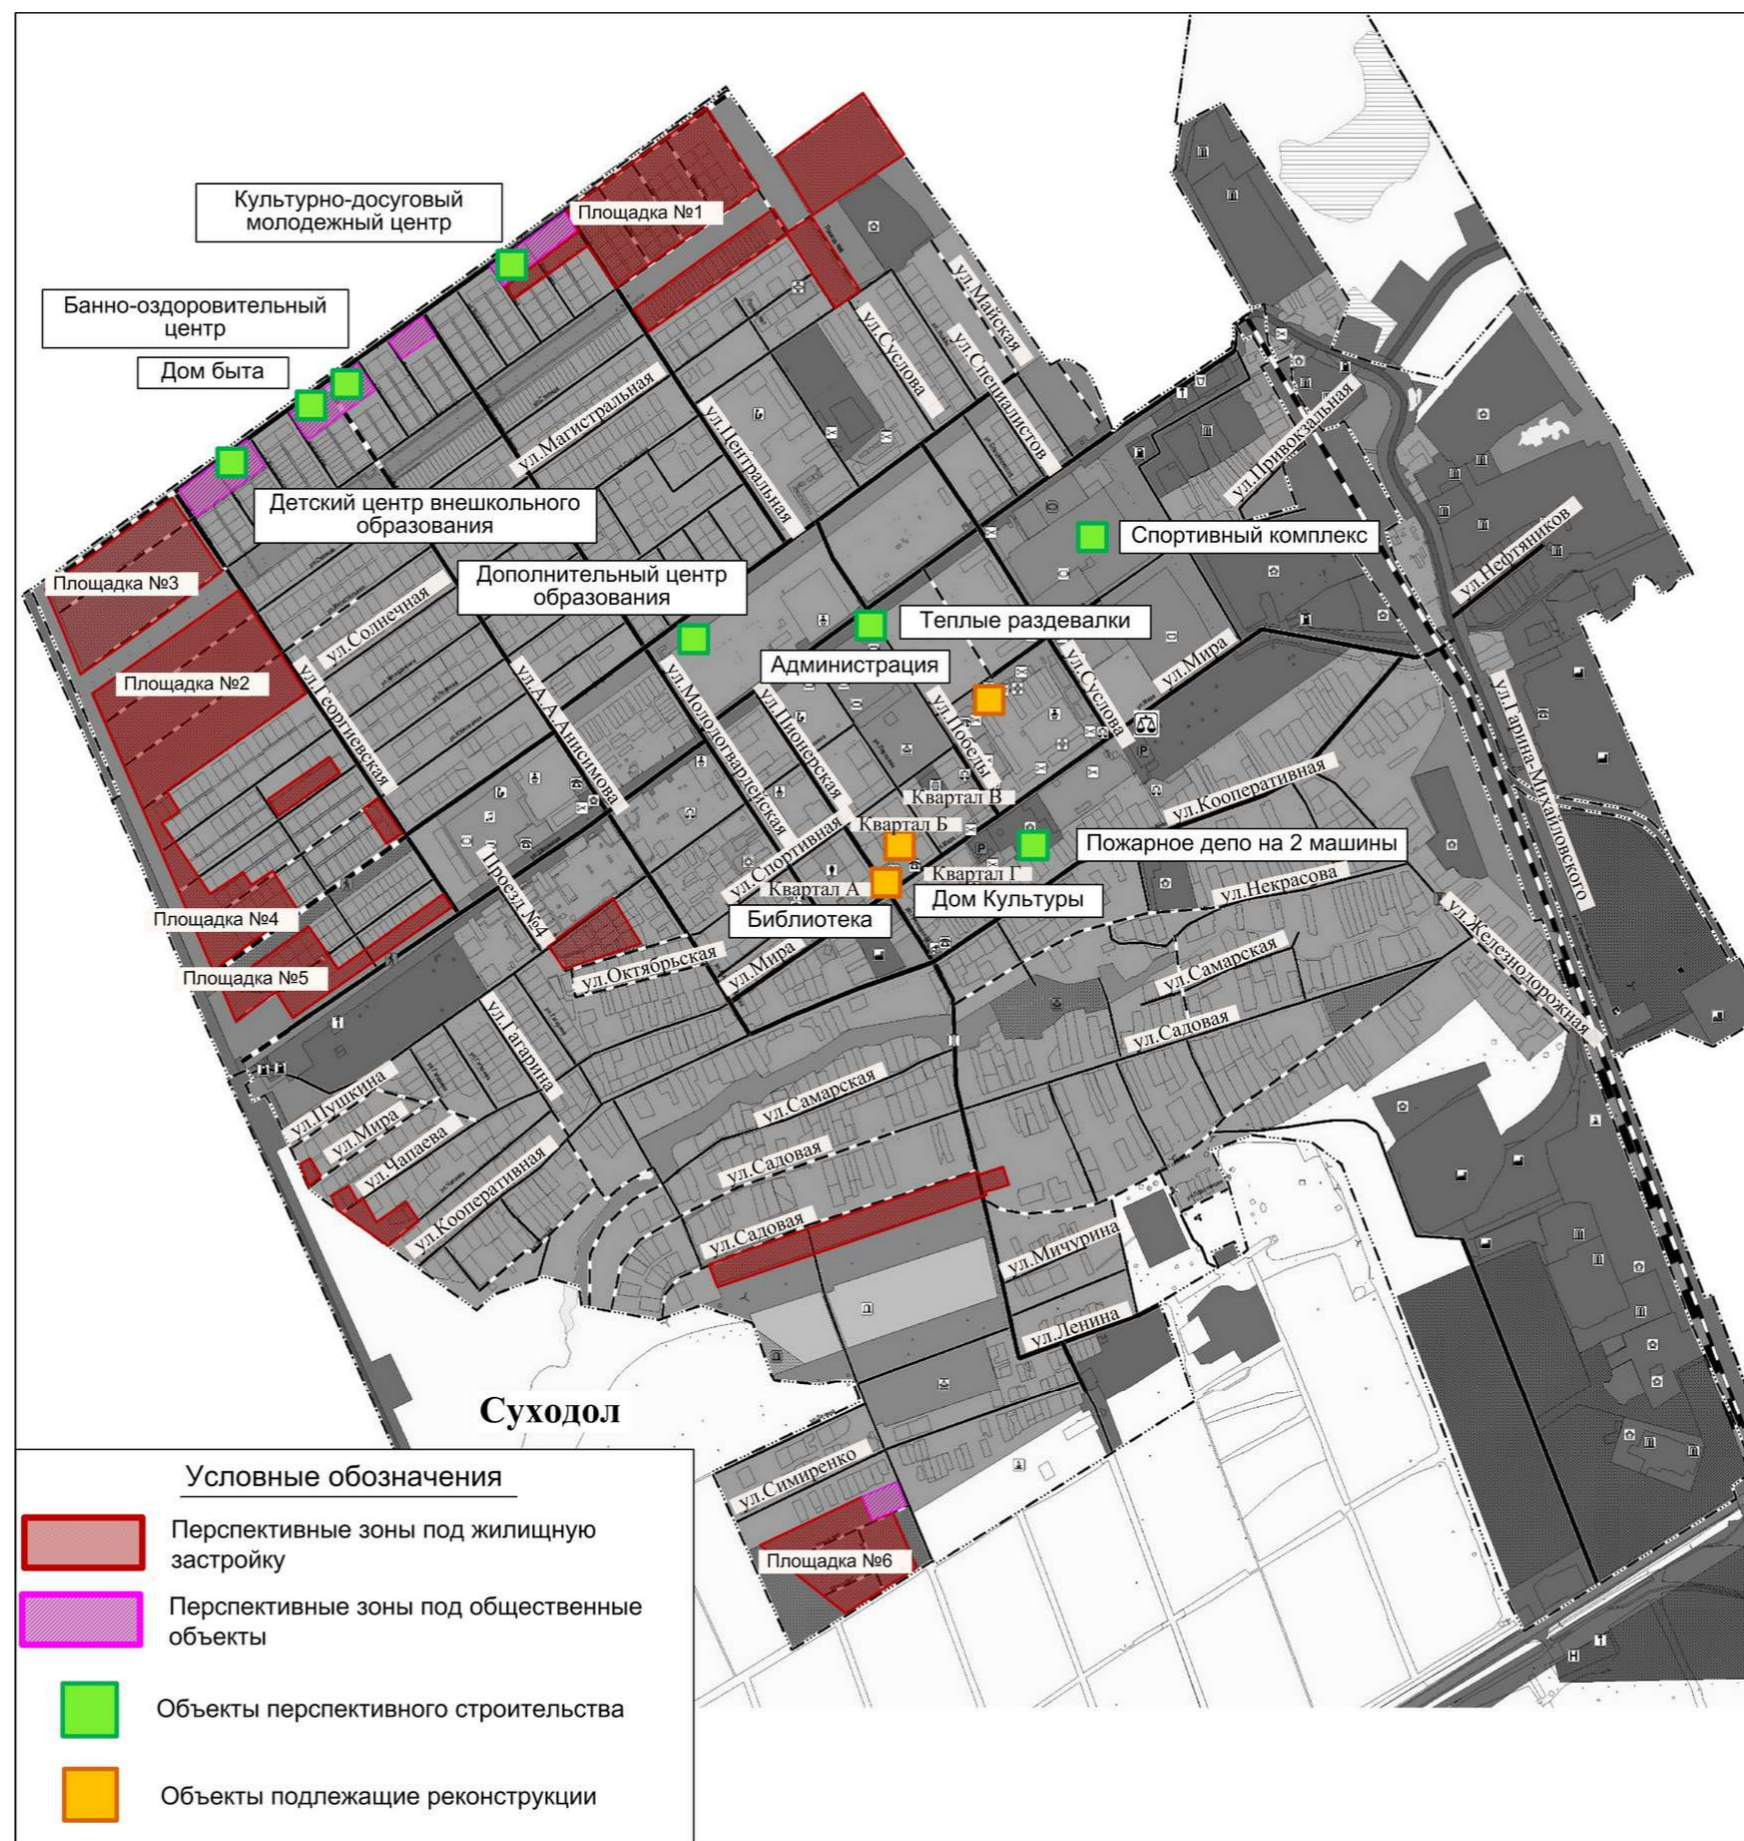 Культурно-досуговый
молодежный центр
Площадка №1
Банно-оздоровительный
центр
Дом быта
ул.Майская
ул.Суслова
ул.Специалистов
ул.Магистральная
ул.Центральная
ул.Привокзальная
Детский центр внешкольного
образования
Спортивный комплекс
ул.Нефтяников
Площадка №3
Дополнительный центр
образования
ул.Солнечная
Теплые раздевалки
Администрация
Площадка №2
ул.Георгиевская
ул.А.А.Анисимова
ул.Молодогвардейская
ул.Пионерская
ул.Победы
ул.Суслова
ул.Мира
ул.Гарина-Михайловского
ул.Кооперативная
Квартал В
Квартал Б
Пожарное депо на 2 машины
ул.Спортивная
Квартал А
Квартал Г
ул.Некрасова
Проезд №4
Библиотека
Дом Культуры
Площадка №4
ул.Железнодорожная
Площадка №5
ул.Октябрьская
ул.Мира
ул.Самарская
ул.Гагарина
ул.Садовая
ул.Пушкина
ул.Мира
ул.Чапаева
ул.Кооперативная
ул.Самарская
ул.Садовая
ул.Садовая
ул.Мичурина
ул.Ленина
Суходол
ул.Симиренко
Площадка №6
Условные обозначения
Перспективные зоны под жилищную
застройку
Перспективные зоны под общественные
объекты
Объекты перспективного строительства
Объекты подлежащие реконструкции